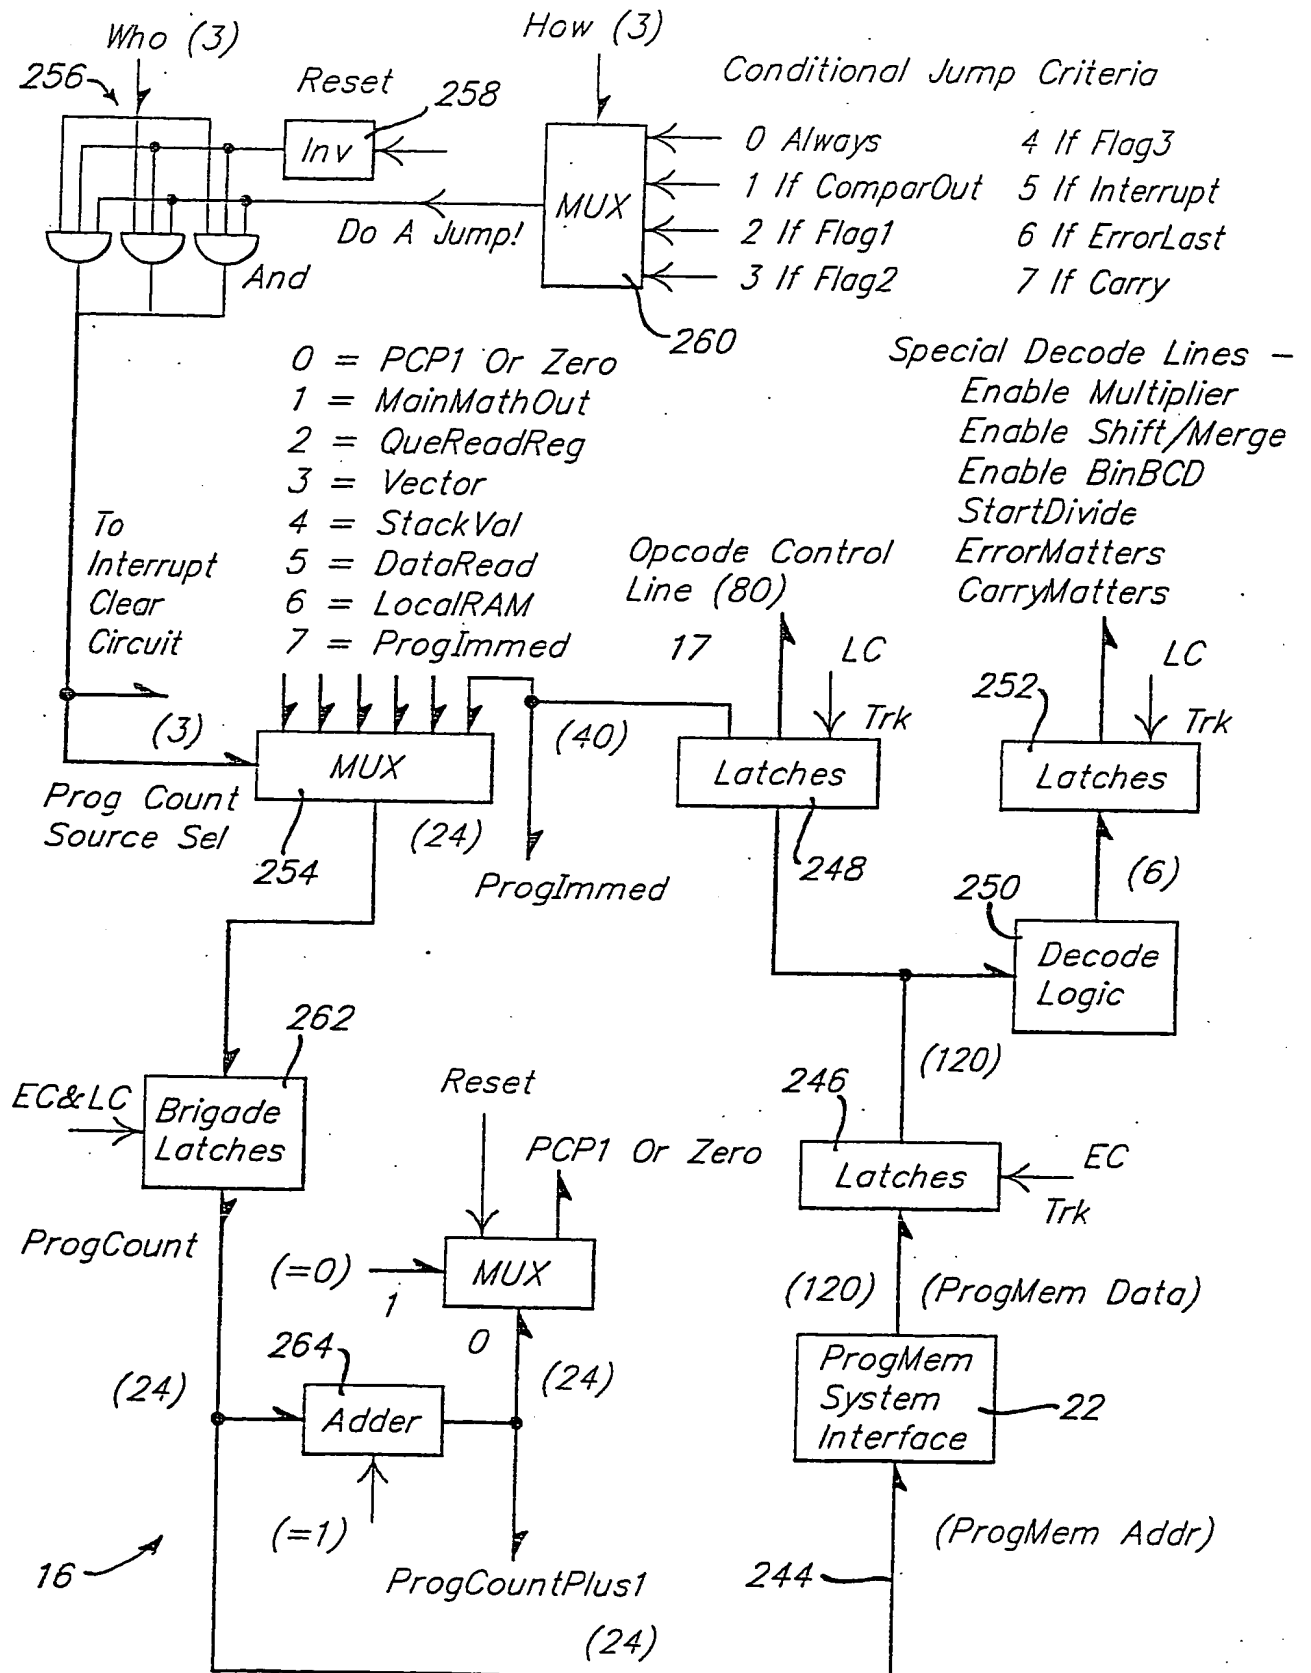 Who (3)
How (3)
256
Reset
258
Conditional Jump Criteria
Inv
MUX
0 Always
1 If ComparOut
2 If Flag1
3 If Flag2
4 If Flag3
5 If Interrupt
6 If ErrorLast
7 If Carry
Do A Jump!
And
260
0 = PCP1 Or Zero
1 = MainMathOut
2 = QueReadReg
3 = Vector
4 = StackVal
5 = DataRead
6 = LocalRAM
7 = ProgImmed
Special Decode Lines —
Enable Multiplier
Enable Shift/Merge
Enable BinBCD
StartDivide
ErrorMatters
CarryMatters
To
Interrupt
Clear
Circuit
Opcode Control
Line (80)
17
LC
Trk
252
LC
Trk
(3)
MUX
(40)
Latches
Latches
Prog Count
Source Sel
(24)
254
ProgImmed
248
250
(6)
Decode
Logic
262
(120)
EC&LC
Brigade
Latches
Reset
246
PCP1 Or Zero
Latches
EC
Trk
ProgCount
(=0)
1
MUX
0
(120)
(ProgMem Data)
264
(24)
Adder
(24)
ProgMem
System
Interface
22
(=1)
(ProgMem Addr)
16
ProgCountPlus1
244
(24)